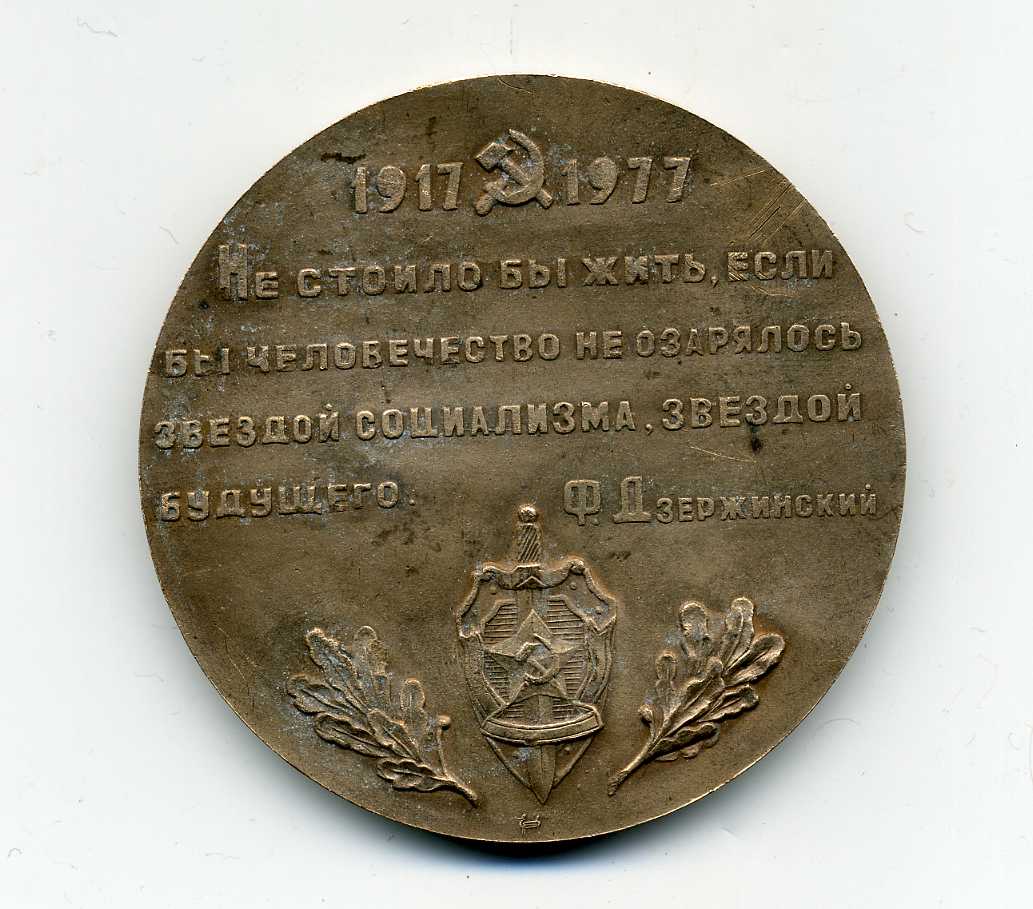 1917 1977
Не стоило бы жить, если
бы человечество не озарялось
звездой социализма, звездой
будущего. Ф. Дзержинский